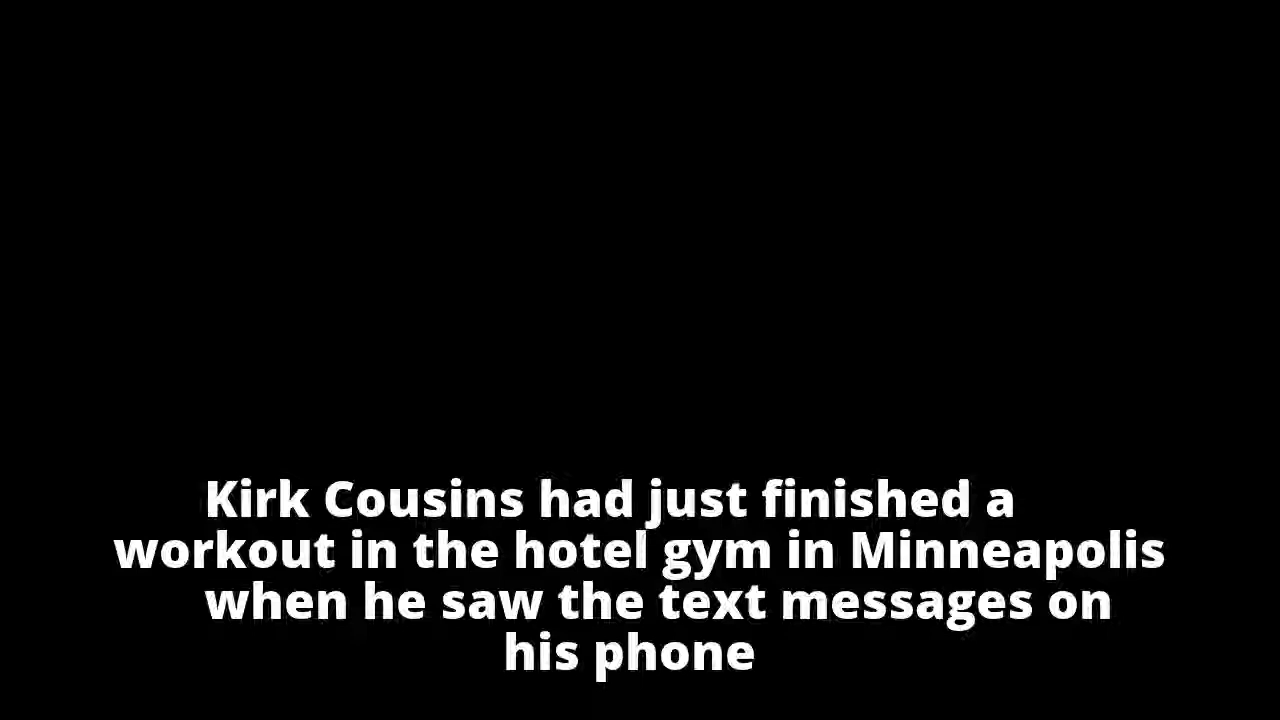 Kirk Cousins had just finished a
workout in the hotel gym in Minneapolis
when he saw the text messages on
his phone